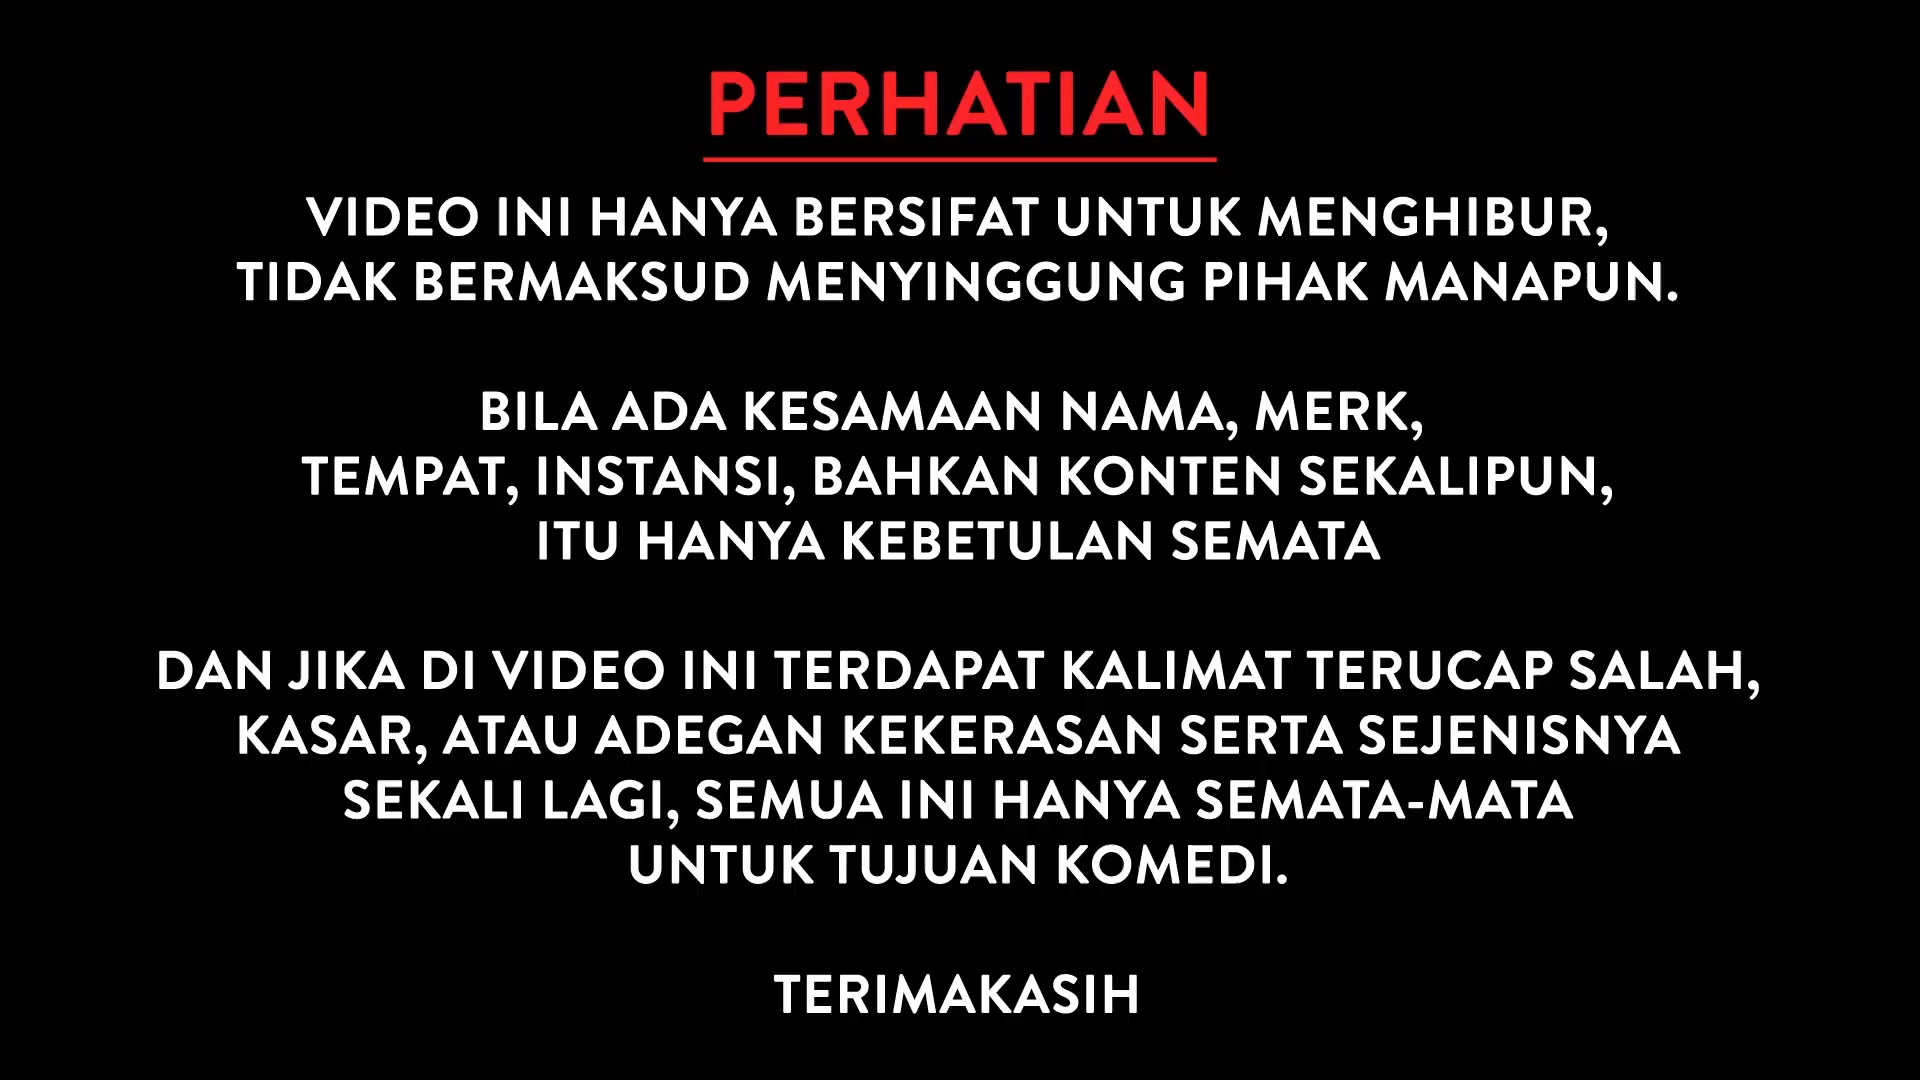 PERHATIAN
VIDEO INI HANYA BERSIFAT UNTUK MENGHIBUR,
TIDAK BERMAKSUD MENYINGGUNG PIHAK MANAPUN.
BILA ADA KESAMAAN NAMA, MERK,
TEMPAT, INSTANSI, BAHKAN KONTEN SEKALIPUN,
ITU HANYA KEBETULAN SEMATA
DAN JIKA DI VIDEO INI TERDAPAT KALIMAT TERUCAP SALAH,
KASAR, ATAU ADEGAN KEKERASAN SERTA SEJENISNYA
SEKALI LAGI, SEMUA INI HANYA SEMATA-MATA
UNTUK TUJUAN KOMEDI.
TERIMAKASIH